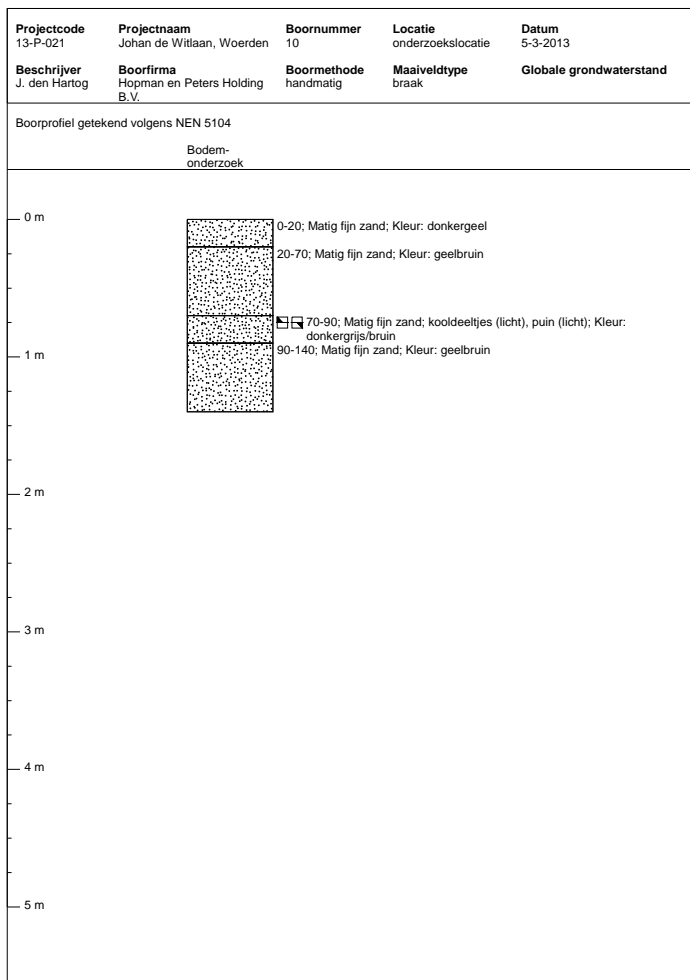 Projectcode Projectnaam Boornummer Locatie Datum
13-P-021 Johan de Witlaan, Woerden 10 onderzoekslocatie 5-3-2013
Beschrijver Boorfirma Boormethode Maaiveldtype Globale grondwaterstand
J. den Hartog Hopman en Peters Holding handmatig braak
B.V.
Boorprofiel getekend volgens NEN 5104
Bodem-
onderzoek
0 m
0-20; Matig fijn zand; Kleur: donkergeel
20-70; Matig fijn zand; Kleur: geelbruin
70-90; Matig fijn zand; kooldeeltjes (licht), puin (licht); Kleur:
donkergrijs/bruin
90-140; Matig fijn zand; Kleur: geelbruin
1 m
2 m
3 m
4 m
5 m